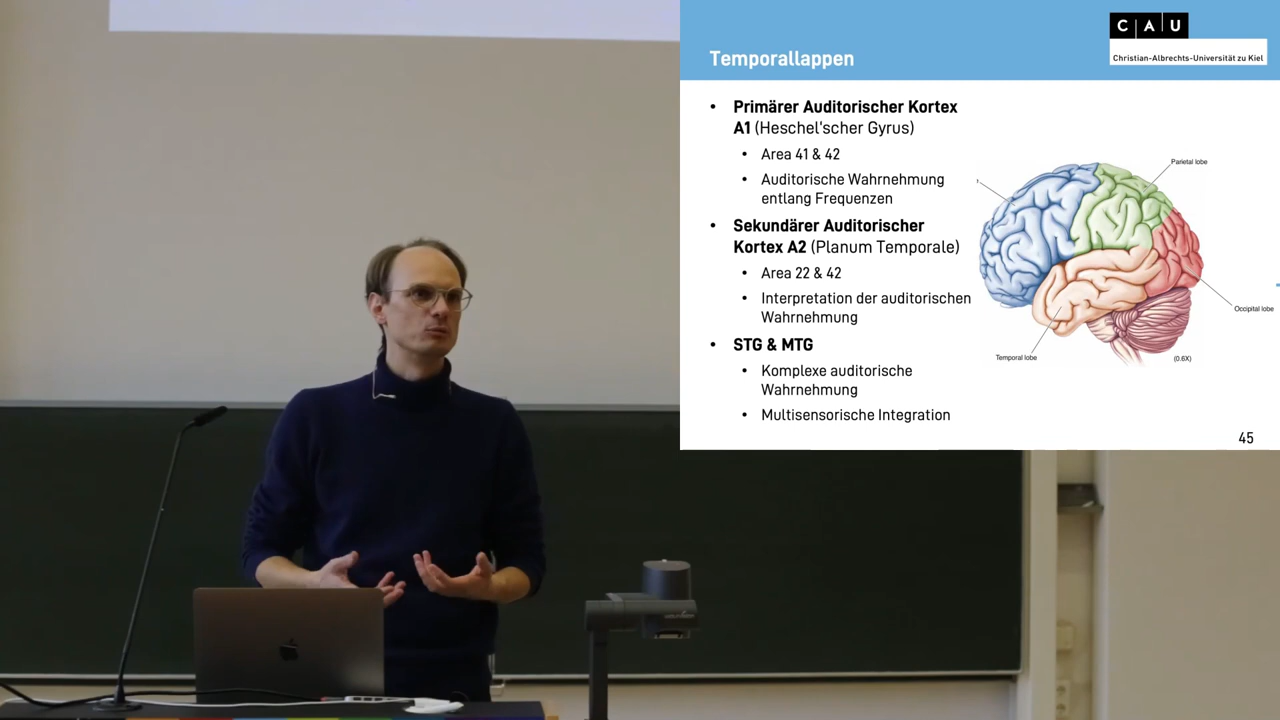 Temporallappen
C A U
Christian-Albrechts-Universität zu Kiel
• Primärer Auditorischer Kortex
A1 (Heschel'scher Gyrus)
• Area 41 & 42
• Auditorische Wahrnehmung
entlang Frequenzen
• Sekundärer Auditorischer
Kortex A2 (Planum Temporale)
• Area 22 & 42
• Interpretation der auditorischen
Wahrnehmung
• STG & MTG
• Komplexe auditorische
Wahrnehmung
• Multisensorische Integration
Parietal lobe
Occipital lobe
Temporal lobe
(0.6X)
45